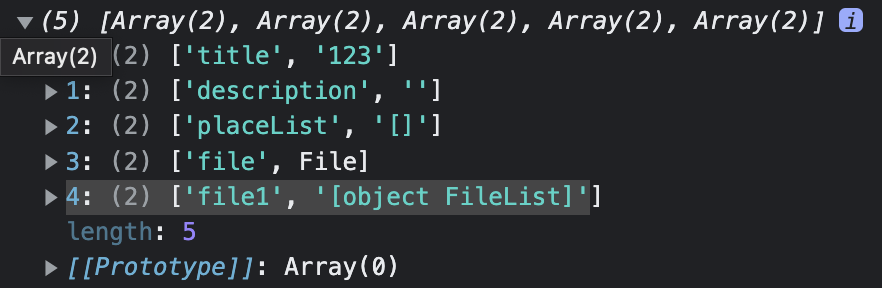 (5) [Array(2), Array(2), Array(2), Array(2), Array(2)] i
Array(2) (2) ['title', '123']
1: (2) ['description', '']
2: (2) ['placeList', '[]']
3: (2) ['file', File]
4: (2) ['file1', '[object FileList]']
length: 5
[[Prototype]]: Array(0)